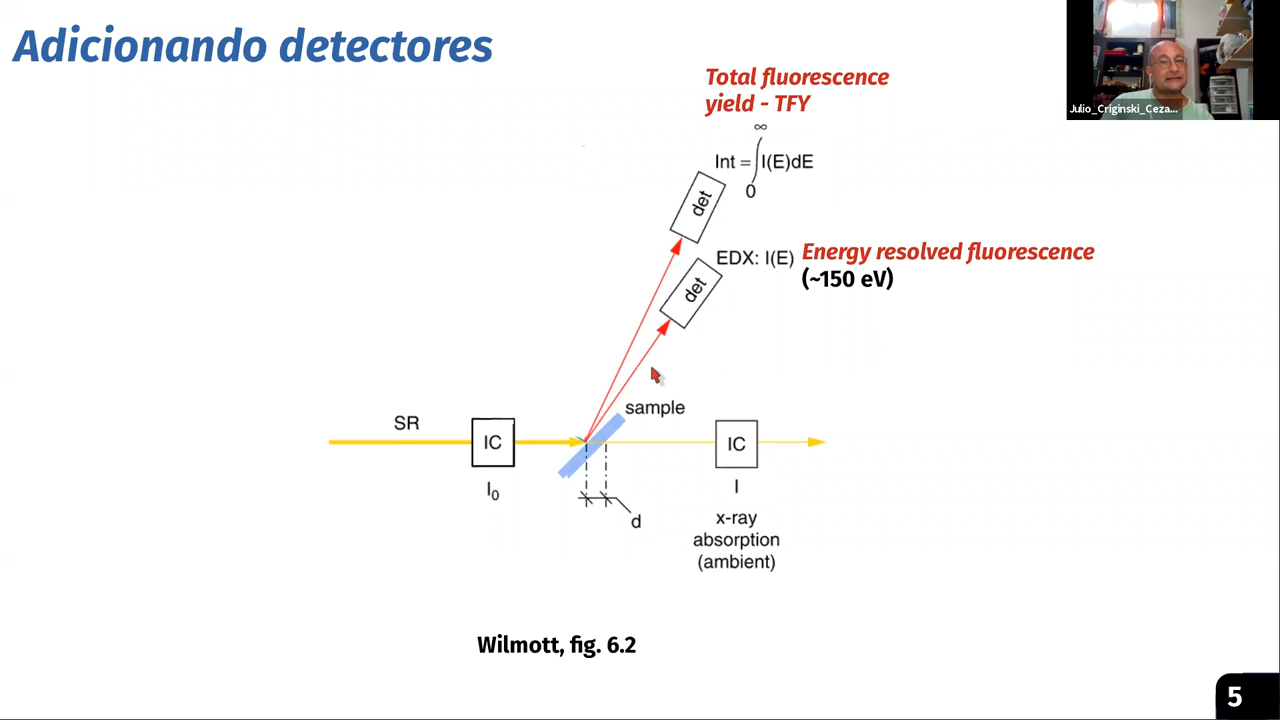 Adicionando detectores
Julio_Criginski_Ceza...
Total fluorescence
yield - TFY
∞
Int = ∫ I(E)dE
0
det
EDX: I(E) Energy resolved fluorescence
(~150 eV)
det
sample
SR
IC
IC
I₀
I
d
x-ray
absorption
(ambient)
Wilmott, fig. 6.2
5